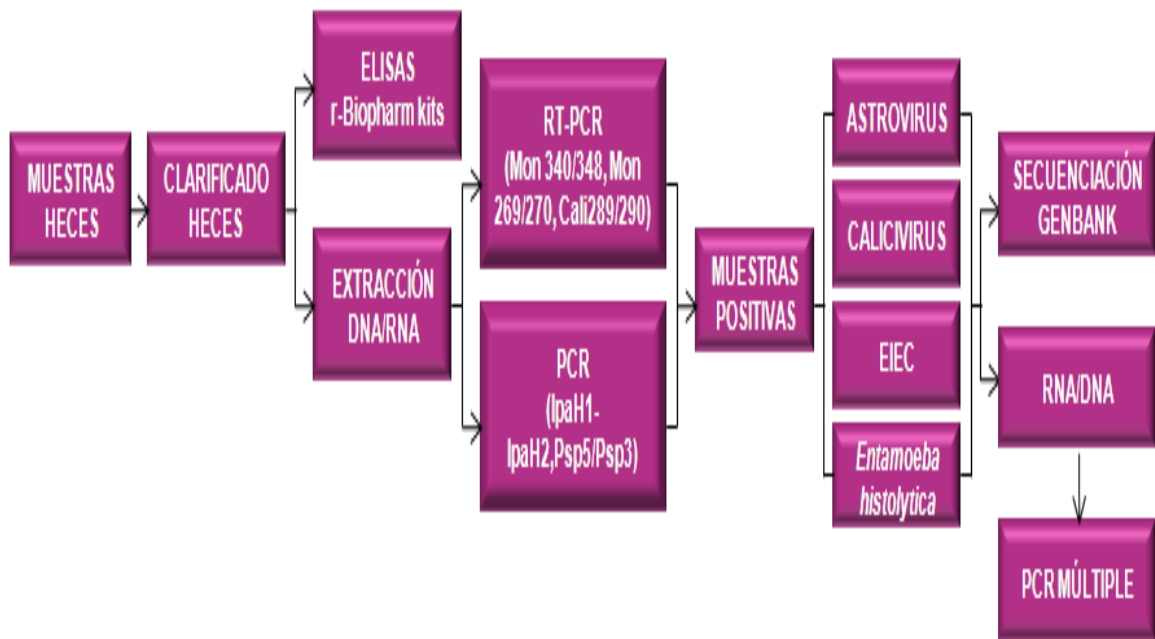 MUESTRAS
HECES
CLARIFICADO
HECES
ELISAS
r-Biopharm kits
EXTRACCIÓN
DNA/RNA
RT-PCR
(Mon 340/348, Mon
269/270, Cali289/290)
PCR
(IpaH1-
IpaH2,Psp5/Psp3)
MUESTRAS
POSITIVAS
ASTROVIRUS
CALICIVIRUS
EIEC
Entamoeba
histolytica
SECUENCIACIÓN
GENBANK
RNA/DNA
PCR MÚLTIPLE